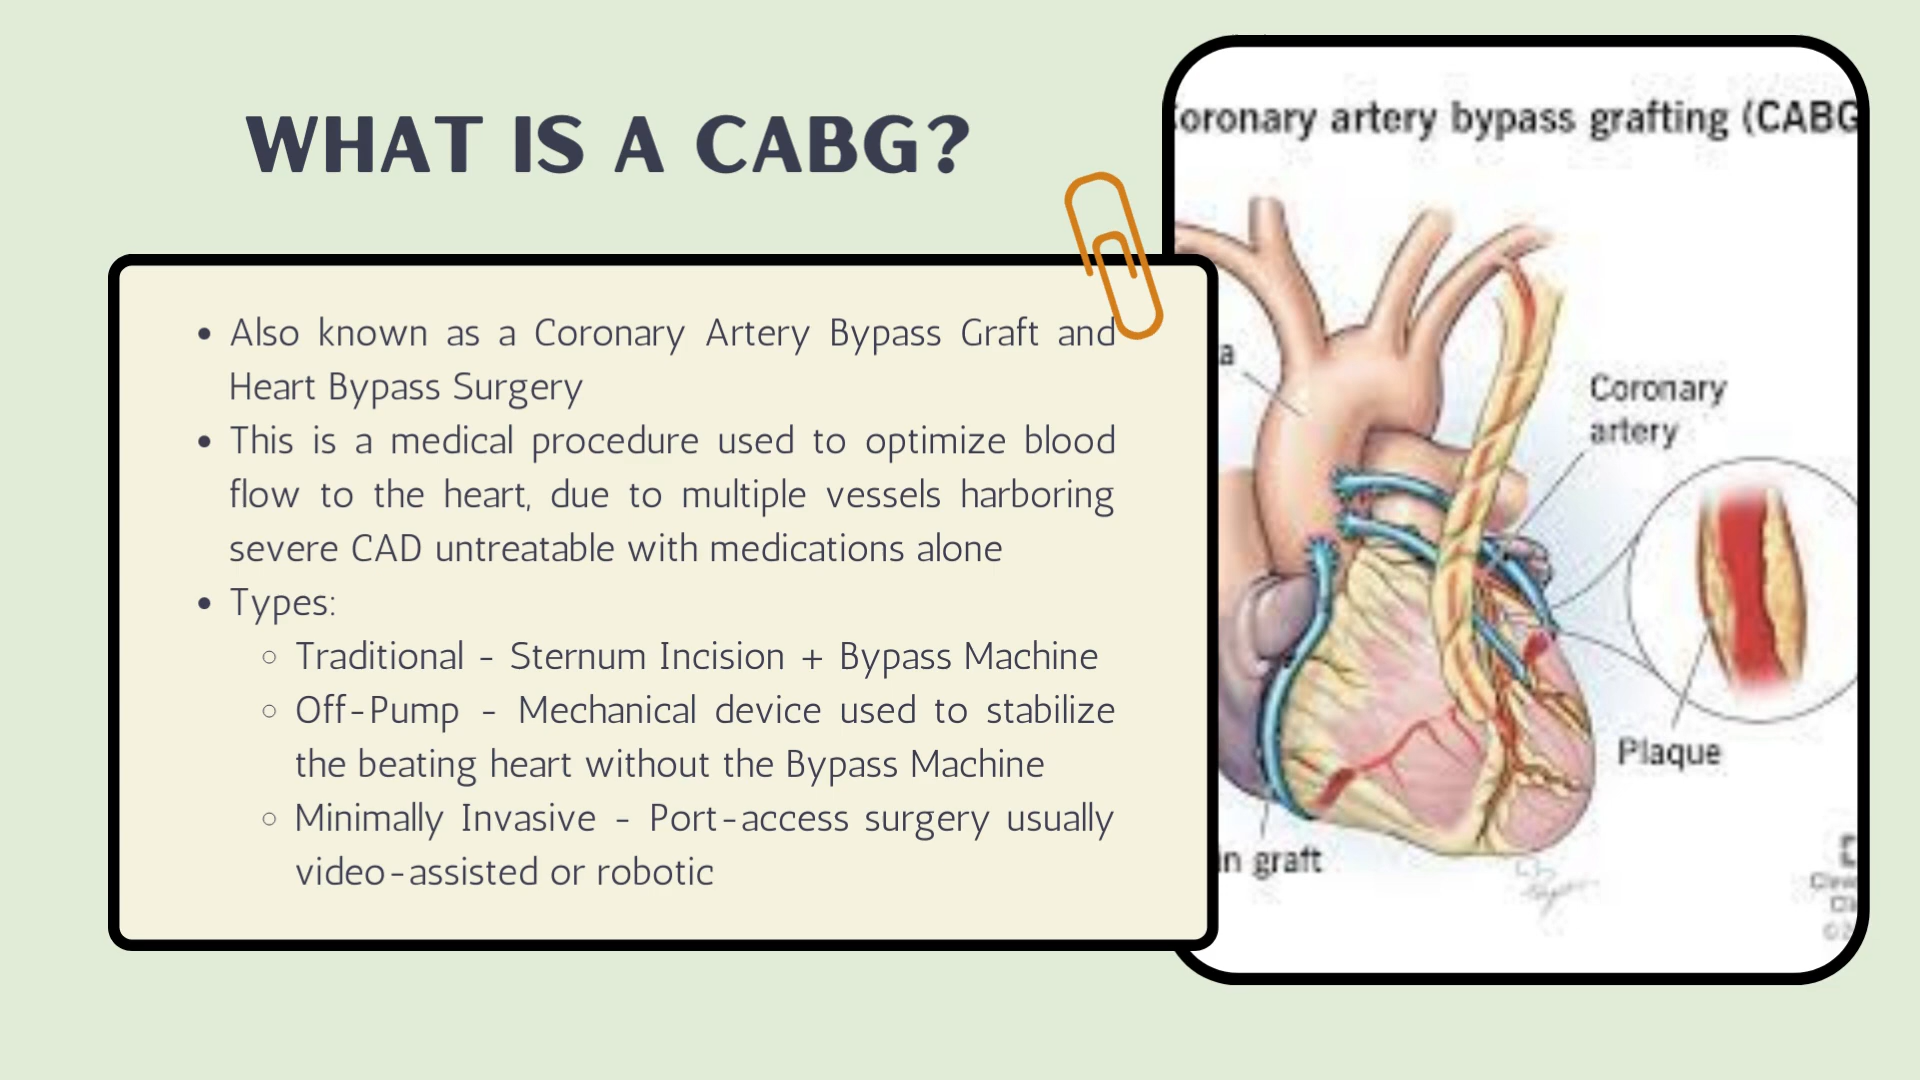 WHAT IS A CABG?
• Also known as a Coronary Artery Bypass Graft and
Heart Bypass Surgery
• This is a medical procedure used to optimize blood
flow to the heart, due to multiple vessels harboring
severe CAD untreatable with medications alone
• Types:
◦ Traditional - Sternum Incision + Bypass Machine
◦ Off-Pump - Mechanical device used to stabilize
the beating heart without the Bypass Machine
◦ Minimally Invasive - Port-access surgery usually
video-assisted or robotic
oronary artery bypass grafting (CABG
a
Coronary
artery
Plaque
in graft